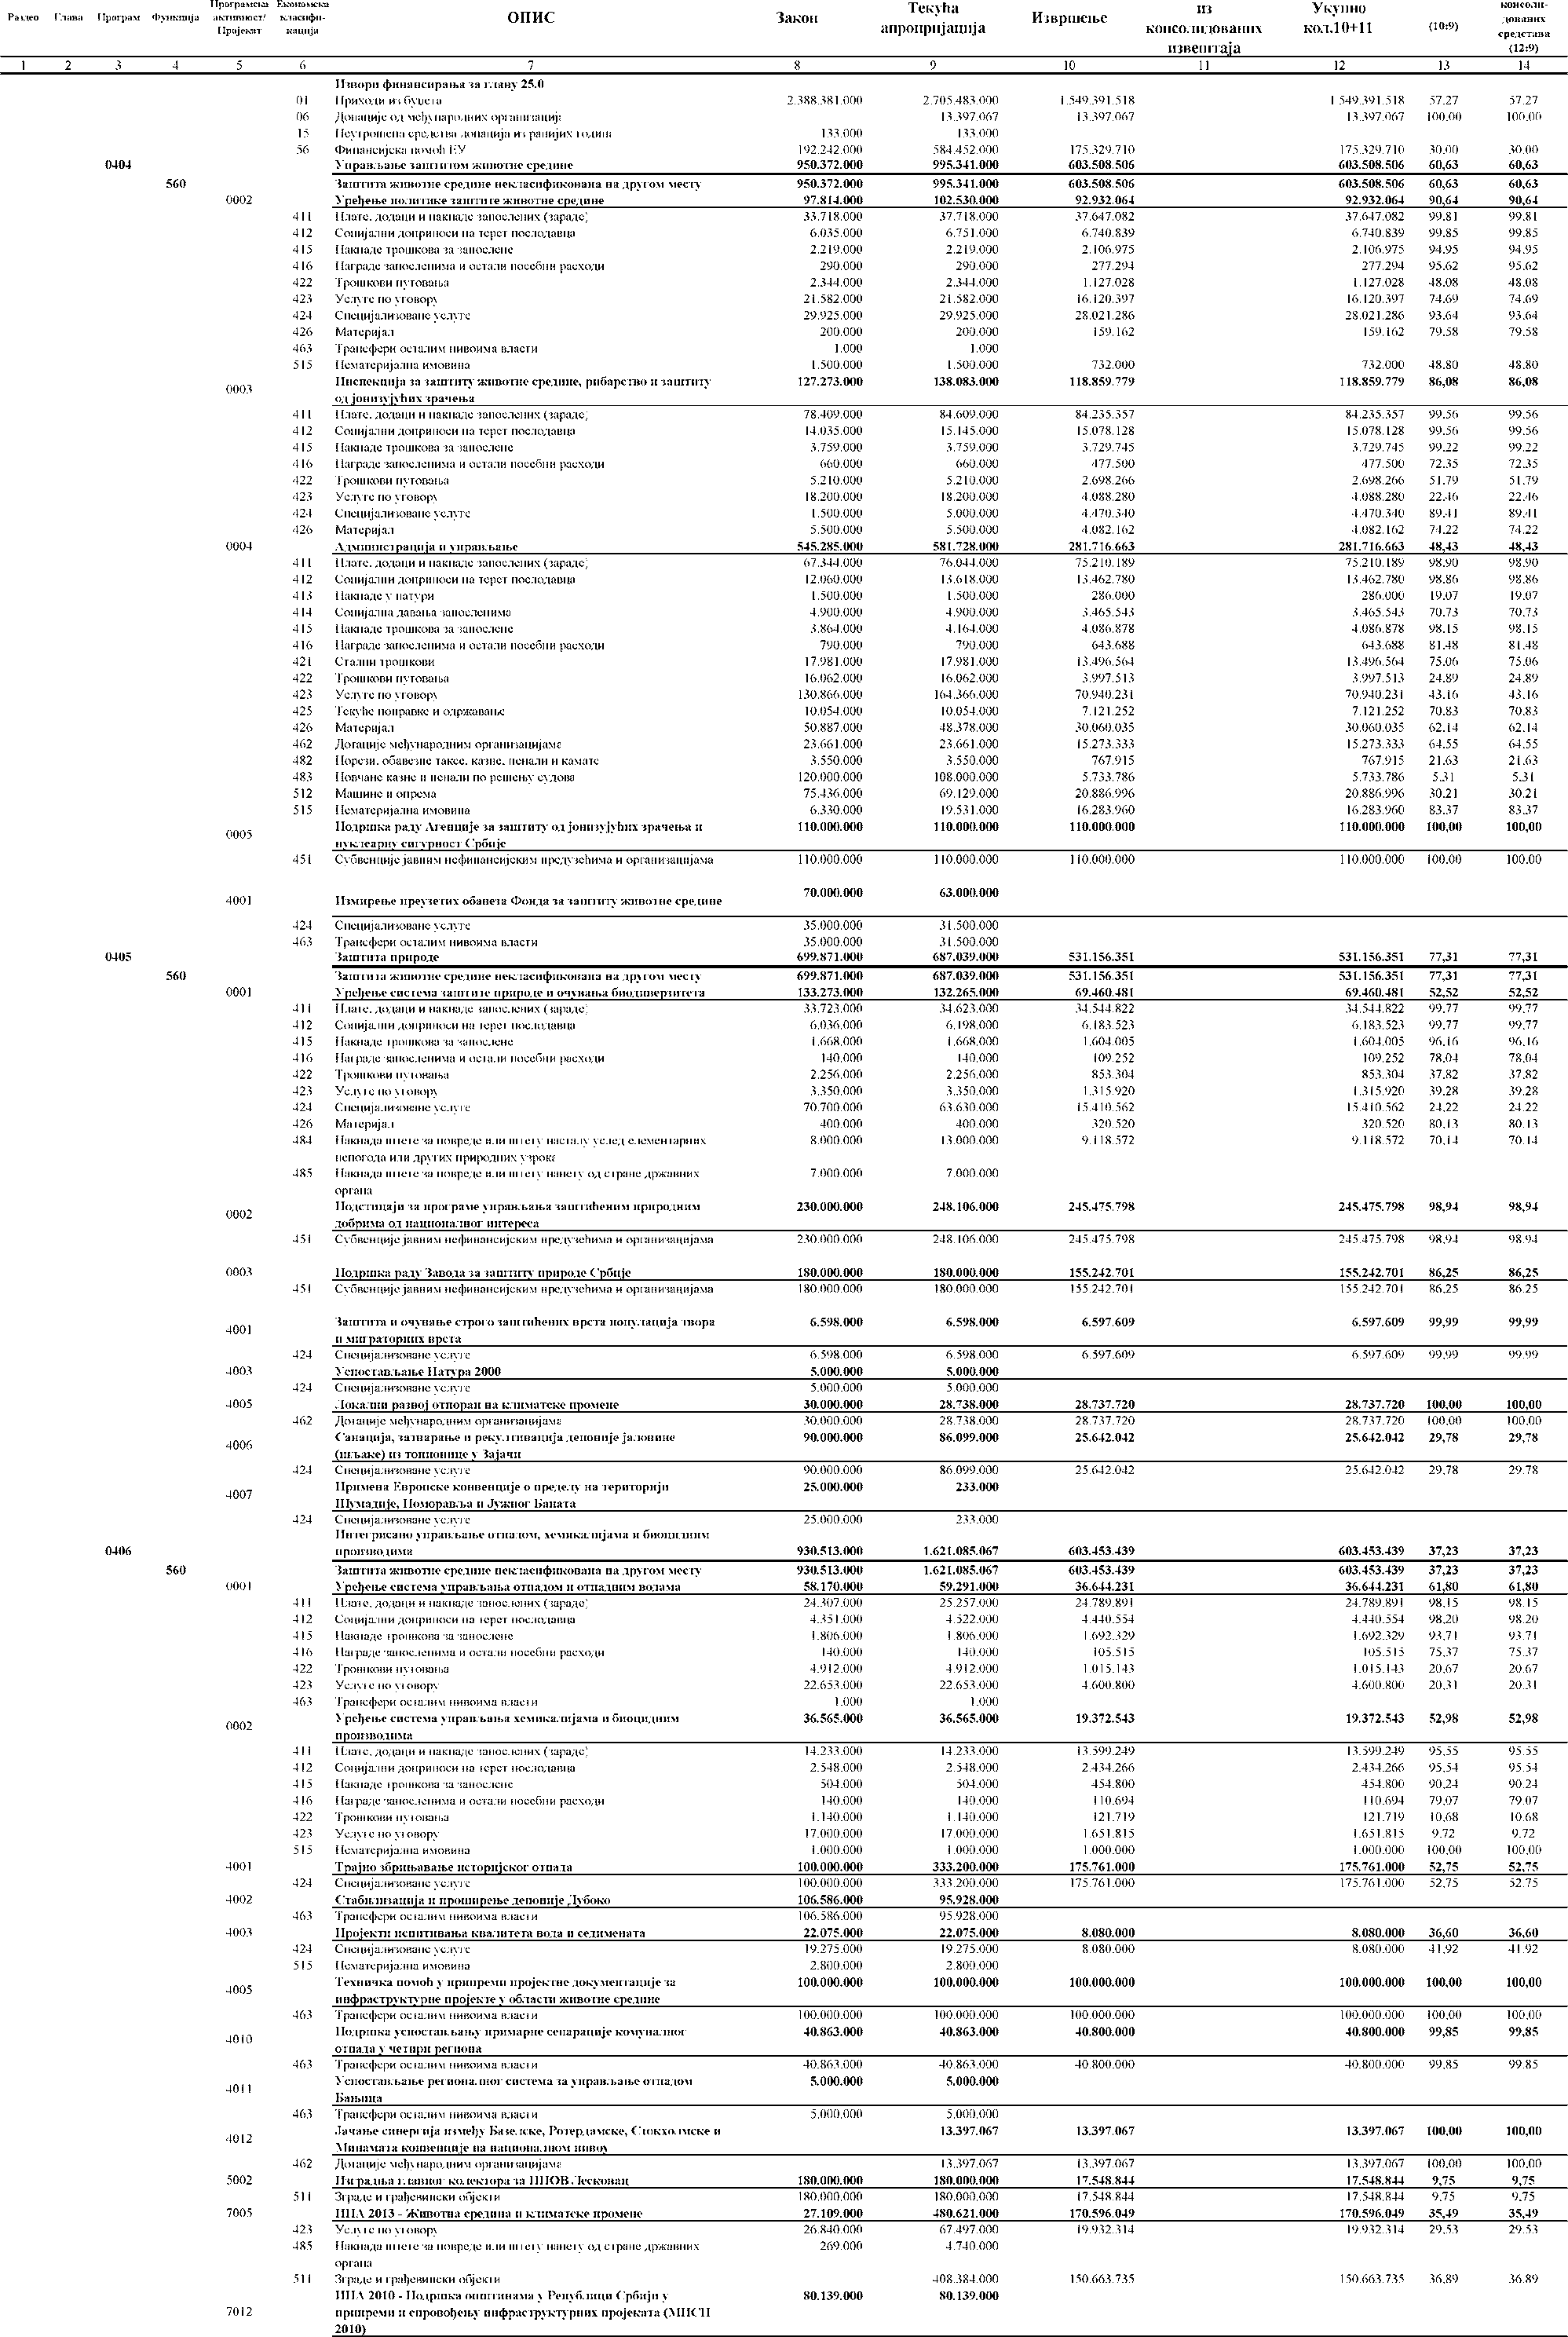 Раздео Глава Програм Функција Програмска активност/ Пројекат Економска класифи-кација ОПИС Закон Текућа апропријација Извршење из консолидованих извештаја Укупно кол.10+11 (10:9) консоли-дованих средстава (12:9)
1 2 3 4 5 6 7 8 9 10 11 12 13 14
Извори финансирања за главу 25.0
01 Приходи из буџета 2.388.381.000 2.705.483.000 1.549.391.518 1.549.391.518 57,27 57,27
06 Донације од међународних организација 13.397.067 13.397.067 13.397.067 100,00 100,00
15 Неутрошена средства донација из ранијих година 133.000 133.000
56 Финансијска помоћ ЕУ 192.242.000 584.452.000 175.329.710 175.329.710 30,00 30,00
0404 Управљање заштитом животне средине 950.372.000 995.341.000 603.508.506 603.508.506 60,63 60,63
560 Заштита животне средине некласификована на другом месту 950.372.000 995.341.000 603.508.506 603.508.506 60,63 60,63
0002 Уређење политике заштите животне средине 97.814.000 102.530.000 92.932.064 92.932.064 90,64 90,64
411 Плате, додаци и накнаде запослених (зараде) 33.718.000 37.718.000 37.647.082 37.647.082 99,81 99,81
412 Социјални доприноси на терет послодавца 6.035.000 6.751.000 6.740.839 6.740.839 99,85 99,85
415 Накнаде трошкова за запослене 2.219.000 2.219.000 2.106.975 2.106.975 94,95 94,95
416 Награде запосленима и остали посебни расходи 290.000 290.000 277.294 277.294 95,62 95,62
422 Трошкови путовања 2.344.000 2.344.000 1.127.028 1.127.028 48,08 48,08
423 Услуге по уговору 21.582.000 21.582.000 16.120.397 16.120.397 74,69 74,69
424 Специјализоване услуге 29.925.000 29.925.000 28.021.286 28.021.286 93,64 93,64
426 Материјал 200.000 200.000 159.162 159.162 79,58 79,58
463 Трансфери осталим нивоима власти 1.000 1.000
515 Нематеријална имовина 1.500.000 1.500.000 732.000 732.000 48,80 48,80
0003 Инспекција за заштиту животне средине, рибарство и заштиту 127.273.000 138.083.000 118.859.779 118.859.779 86,08 86,08
од јонизујућих зрачења
411 Плате, додаци и накнаде запослених (зараде) 78.409.000 84.609.000 84.235.357 84.235.357 99,56 99,56
412 Социјални доприноси на терет послодавца 14.035.000 15.145.000 15.078.128 15.078.128 99,56 99,56
415 Накнаде трошкова за запослене 3.759.000 3.759.000 3.729.745 3.729.745 99,22 99,22
416 Награде запосленима и остали посебни расходи 660.000 660.000 477.500 477.500 72,35 72,35
422 Трошкови путовања 5.210.000 5.210.000 2.698.266 2.698.266 51,79 51,79
423 Услуге по уговору 18.200.000 18.200.000 4.088.280 4.088.280 22,46 22,46
424 Специјализоване услуге 1.500.000 5.000.000 4.470.340 4.470.340 89,41 89,41
426 Материјал 5.500.000 5.500.000 4.082.162 4.082.162 74,22 74,22
0004 Администрација и управљање 545.285.000 581.728.000 281.716.663 281.716.663 48,43 48,43
411 Плате, додаци и накнаде запослених (зараде) 67.344.000 76.044.000 75.210.189 75.210.189 98,90 98,90
412 Социјални доприноси на терет послодавца 12.060.000 13.618.000 13.462.780 13.462.780 98,86 98,86
413 Накнаде у натури 1.500.000 1.500.000 286.000 286.000 19,07 19,07
414 Социјална давања запосленима 4.900.000 4.900.000 3.465.543 3.465.543 70,73 70,73
415 Накнаде трошкова за запослене 3.864.000 4.164.000 4.086.878 4.086.878 98,15 98,15
416 Награде запосленима и остали посебни расходи 790.000 790.000 643.688 643.688 81,48 81,48
421 Стални трошкови 17.981.000 17.981.000 13.496.564 13.496.564 75,06 75,06
422 Трошкови путовања 16.062.000 16.062.000 3.997.513 3.997.513 24,89 24,89
423 Услуге по уговору 130.866.000 164.366.000 70.940.231 70.940.231 43,16 43,16
425 Текуће поправке и одржавање 10.054.000 10.054.000 7.121.252 7.121.252 70,83 70,83
426 Материјал 50.887.000 48.378.000 30.060.035 30.060.035 62,14 62,14
462 Дотације међународним организацијама 23.661.000 23.661.000 15.273.333 15.273.333 64,55 64,55
482 Порези, обавезне таксе, казне, пенали и камате 3.550.000 3.550.000 767.915 767.915 21,63 21,63
483 Новчане казне и пенали по решењу судова 120.000.000 108.000.000 5.733.786 5.733.786 5,31 5,31
512 Машине и опрема 75.436.000 69.129.000 20.886.996 20.886.996 30,21 30,21
515 Нематеријална имовина 6.330.000 19.531.000 16.283.960 16.283.960 83,37 83,37
0005 Подршка раду Агенције за заштиту од јонизујућих зрачења и 110.000.000 110.000.000 110.000.000 110.000.000 100,00 100,00
нуклеарну сигурност Србије
451 Субвенције јавним нефинансијским предузећима и организацијама 110.000.000 110.000.000 110.000.000 110.000.000 100,00 100,00
4001 Измирење преузетих обавеза Фонда за заштиту животне средине 70.000.000 63.000.000
424 Специјализоване услуге 35.000.000 31.500.000
463 Трансфери осталим нивоима власти 35.000.000 31.500.000
0405 Заштита природе 699.871.000 687.039.000 531.156.351 531.156.351 77,31 77,31
560 Заштита животне средине некласификована на другом месту 699.871.000 687.039.000 531.156.351 531.156.351 77,31 77,31
0001 Уређење система заштите природе и очувања биодиверзитета 133.273.000 132.265.000 69.460.481 69.460.481 52,52 52,52
411 Плате, додаци и накнаде запослених (зараде) 33.723.000 34.623.000 34.544.822 34.544.822 99,77 99,77
412 Социјални доприноси на терет послодавца 6.036.000 6.198.000 6.183.523 6.183.523 99,77 99,77
415 Накнаде трошкова за запослене 1.668.000 1.668.000 1.604.005 1.604.005 96,16 96,16
416 Награде запосленима и остали посебни расходи 140.000 140.000 109.252 109.252 78,04 78,04
422 Трошкови путовања 2.256.000 2.256.000 853.304 853.304 37,82 37,82
423 Услуге по уговору 3.350.000 3.350.000 1.315.920 1.315.920 39,28 39,28
424 Специјализоване услуге 70.700.000 63.630.000 15.410.562 15.410.562 24,22 24,22
426 Материјал 400.000 400.000 320.520 320.520 80,13 80,13
484 Накнада штете за повреде или штету насталу услед елементарних 8.000.000 13.000.000 9.118.572 9.118.572 70,14 70,14
непогода или других природних узрока
485 Накнада штете за повреде или штету нанету од стране државних 7.000.000 7.000.000
органа
0002 Подстицаји за програме управљања заштићеним природним 230.000.000 248.106.000 245.475.798 245.475.798 98,94 98,94
добрима од националног интереса
451 Субвенције јавним нефинансијским предузећима и организацијама 230.000.000 248.106.000 245.475.798 245.475.798 98,94 98,94
0003 Подршка раду Завода за заштиту природе Србије 180.000.000 180.000.000 155.242.701 155.242.701 86,25 86,25
451 Субвенције јавним нефинансијским предузећима и организацијама 180.000.000 180.000.000 155.242.701 155.242.701 86,25 86,25
4001 Заштита и очување строго заштићених врста популација твора 6.598.000 6.598.000 6.597.609 6.597.609 99,99 99,99
и миграторних врста
424 Специјализоване услуге 6.598.000 6.598.000 6.597.609 6.597.609 99,99 99,99
4003 Успостављање Натура 2000 5.000.000 5.000.000
424 Специјализоване услуге 5.000.000 5.000.000
4005 Локални развој отпоран на климатске промене 30.000.000 28.738.000 28.737.720 28.737.720 100,00 100,00
462 Дотације међународним организацијама 30.000.000 28.738.000 28.737.720 28.737.720 100,00 100,00
4006 Санација, затварање и рекултивација депоније јаловине 90.000.000 86.099.000 25.642.042 25.642.042 29,78 29,78
(шљаке) из топионице у Зајачи
424 Специјализоване услуге 90.000.000 86.099.000 25.642.042 25.642.042 29,78 29,78
4007 Примена Европске конвенције о пределу на територији 25.000.000 233.000
Шумадије, Поморавља и Јужног Баната
424 Специјализоване услуге 25.000.000 233.000
Интегрисано управљање отпадом, хемикалијама и биоцидним
0406 производима 930.513.000 1.621.085.067 603.453.439 603.453.439 37,23 37,23
560 Заштита животне средине некласификована на другом месту 930.513.000 1.621.085.067 603.453.439 603.453.439 37,23 37,23
0001 Уређење система управљања отпадом и отпадним водама 58.170.000 59.291.000 36.644.231 36.644.231 61,80 61,80
411 Плате, додаци и накнаде запослених (зараде) 24.307.000 25.257.000 24.789.891 24.789.891 98,15 98,15
412 Социјални доприноси на терет послодавца 4.351.000 4.522.000 4.440.554 4.440.554 98,20 98,20
415 Накнаде трошкова за запослене 1.806.000 1.806.000 1.692.329 1.692.329 93,71 93,71
416 Награде запосленима и остали посебни расходи 140.000 140.000 105.515 105.515 75,37 75,37
422 Трошкови путовања 4.912.000 4.912.000 1.015.143 1.015.143 20,67 20,67
423 Услуге по уговору 22.653.000 22.653.000 4.600.800 4.600.800 20,31 20,31
463 Трансфери осталим нивоима власти 1.000 1.000
0002 Уређење система управљања хемикалијама и биоцидним 36.565.000 36.565.000 19.372.543 19.372.543 52,98 52,98
производима
411 Плате, додаци и накнаде запослених (зараде) 14.233.000 14.233.000 13.599.249 13.599.249 95,55 95,55
412 Социјални доприноси на терет послодавца 2.548.000 2.548.000 2.434.266 2.434.266 95,54 95,54
415 Накнаде трошкова за запослене 504.000 504.000 454.800 454.800 90,24 90,24
416 Награде запосленима и остали посебни расходи 140.000 140.000 110.694 110.694 79,07 79,07
422 Трошкови путовања 1.140.000 1.140.000 121.719 121.719 10,68 10,68
423 Услуге по уговору 17.000.000 17.000.000 1.651.815 1.651.815 9,72 9,72
515 Нематеријална имовина 1.000.000 1.000.000 1.000.000 1.000.000 100,00 100,00
4001 Трајно збрињавање историјског отпада 100.000.000 333.200.000 175.761.000 175.761.000 52,75 52,75
424 Специјализоване услуге 100.000.000 333.200.000 175.761.000 175.761.000 52,75 52,75
4002 Стабилизација и проширење депоније Дубоко 106.586.000 95.928.000
463 Трансфери осталим нивоима власти 106.586.000 95.928.000
4003 Пројекти испитивања квалитета вода и седимената 22.075.000 22.075.000 8.080.000 8.080.000 36,60 36,60
424 Специјализоване услуге 19.275.000 19.275.000 8.080.000 8.080.000 41,92 41,92
515 Нематеријална имовина 2.800.000 2.800.000
4005 Техничка помоћ у припреми пројектне документације за 100.000.000 100.000.000 100.000.000 100.000.000 100,00 100,00
инфраструктурне пројекте у области животне средине
463 Трансфери осталим нивоима власти 100.000.000 100.000.000 100.000.000 100.000.000 100,00 100,00
4010 Подршка успостављању примарне сепарације комуналног 40.863.000 40.863.000 40.800.000 40.800.000 99,85 99,85
отпада у четири региона
463 Трансфери осталим нивоима власти 40.863.000 40.863.000 40.800.000 40.800.000 99,85 99,85
4011 Успостављање регионалног система за управљање отпадом 5.000.000 5.000.000
Бањица
463 Трансфери осталим нивоима власти 5.000.000 5.000.000
4012 Јачање синергија између Базелске, Ротердамске, Стокхолмске и 13.397.067 13.397.067 13.397.067 100,00 100,00
Минамата конвенције на националном нивоу
462 Дотације међународним организацијама 13.397.067 13.397.067 13.397.067 100,00 100,00
5002 Изградња главног колектора за ППОВ Лесковац 180.000.000 180.000.000 17.548.844 17.548.844 9,75 9,75
511 Зграде и грађевински објекти 180.000.000 180.000.000 17.548.844 17.548.844 9,75 9,75
7005 ИПА 2013 - Животна средина и климатске промене 27.109.000 480.621.000 170.596.049 170.596.049 35,49 35,49
423 Услуге по уговору 26.840.000 67.497.000 19.932.314 19.932.314 29,53 29,53
485 Накнада штете за повреде или штету нанету од стране државних 269.000 4.740.000
органа
511 Зграде и грађевински објекти 408.384.000 150.663.735 150.663.735 36,89 36,89
ИПА 2010 - Подршка општинама у Републици Србији у 80.139.000 80.139.000
7012 припреми и спровођењу инфраструктурних пројеката (МИСП
2010)